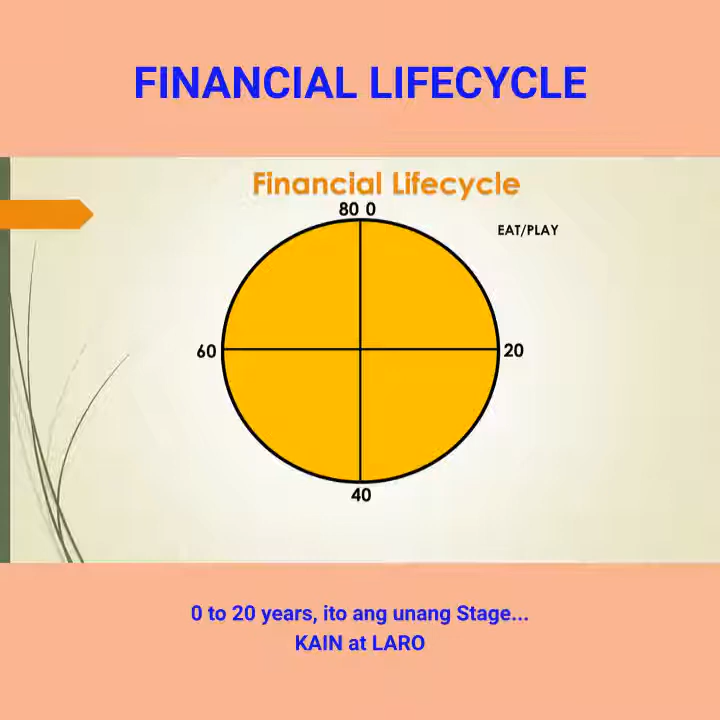 FINANCIAL LIFECYCLE
Financial Lifecycle
80 0
EAT/PLAY
60
20
40
0 to 20 years, ito ang unang Stage...
KAIN at LARO